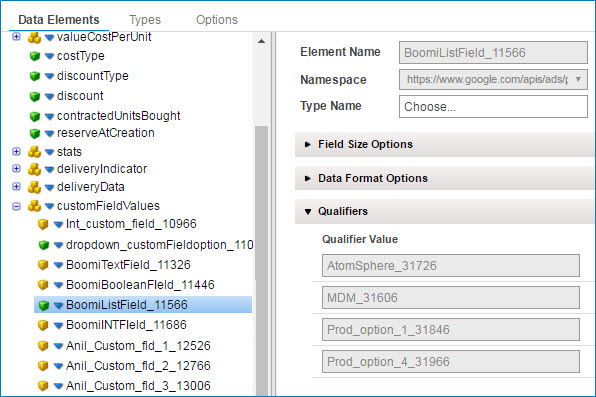 Data Elements
Types
Options
valueCostPerUnit
costType
discountType
discount
contractedUnitsBought
reserveAtCreation
stats
deliveryIndicator
deliveryData
customFieldValues
Int_custom_field_10966
dropdown_customFieldoption_110
BoomiTextField_11326
BoomiBooleanFIeld_11446
BoomiListField_11566
BoomiINTFIeld_11686
Anil_Custom_fld_1_12526
Anil_Custom_fld_2_12766
Anil_Custom_fld_3_13006
Element Name
BoomiListField_11566
Namespace
https://www.google.com/apis/ads/p
Type Name
Choose...
Field Size Options
Data Format Options
Qualifiers
Qualifier Value
AtomSphere_31726
MDM_31606
Prod_option_1_31846
Prod_option_4_31966